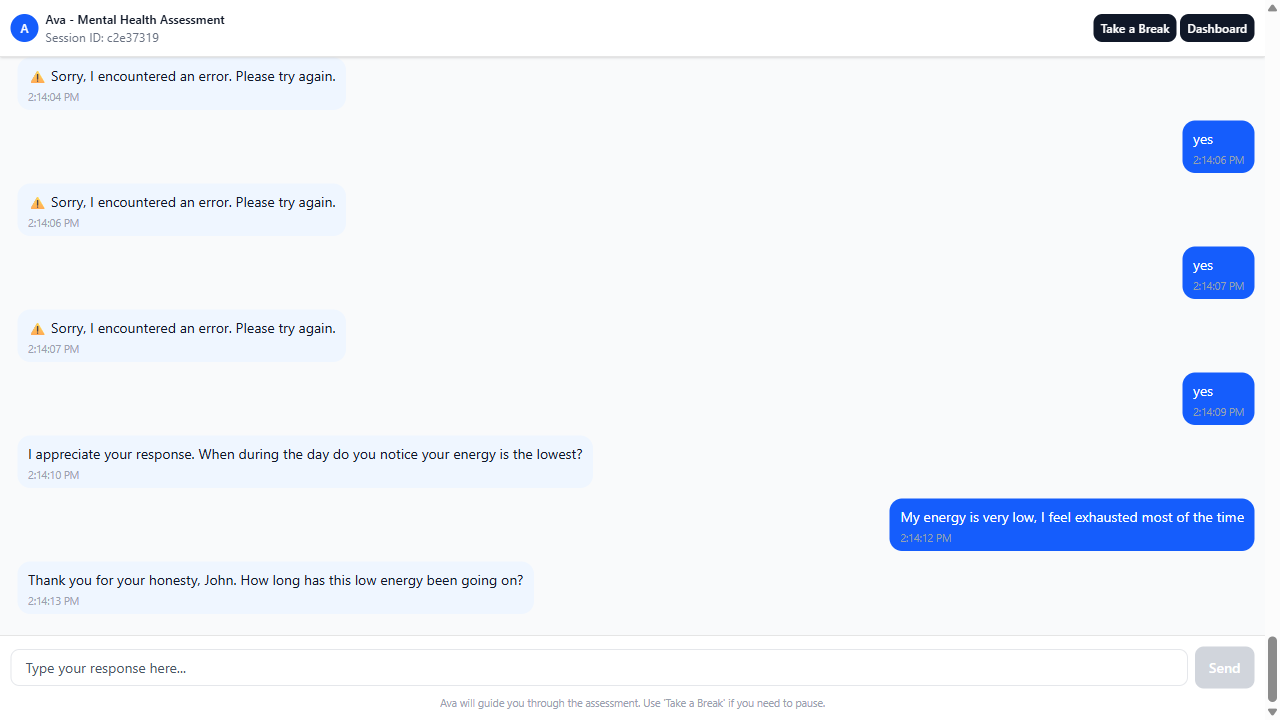 A
Ava - Mental Health Assessment
Session ID: c2e37319
Take a Break
Dashboard
⚠️ Sorry, I encountered an error. Please try again.
2:14:04 PM
yes
2:14:06 PM
⚠️ Sorry, I encountered an error. Please try again.
2:14:06 PM
yes
2:14:07 PM
⚠️ Sorry, I encountered an error. Please try again.
2:14:07 PM
yes
2:14:09 PM
I appreciate your response. When during the day do you notice your energy is the lowest?
2:14:10 PM
My energy is very low, I feel exhausted most of the time
2:14:12 PM
Thank you for your honesty, John. How long has this low energy been going on?
2:14:13 PM
Type your response here...
Send
Ava will guide you through the assessment. Use 'Take a Break' if you need to pause.